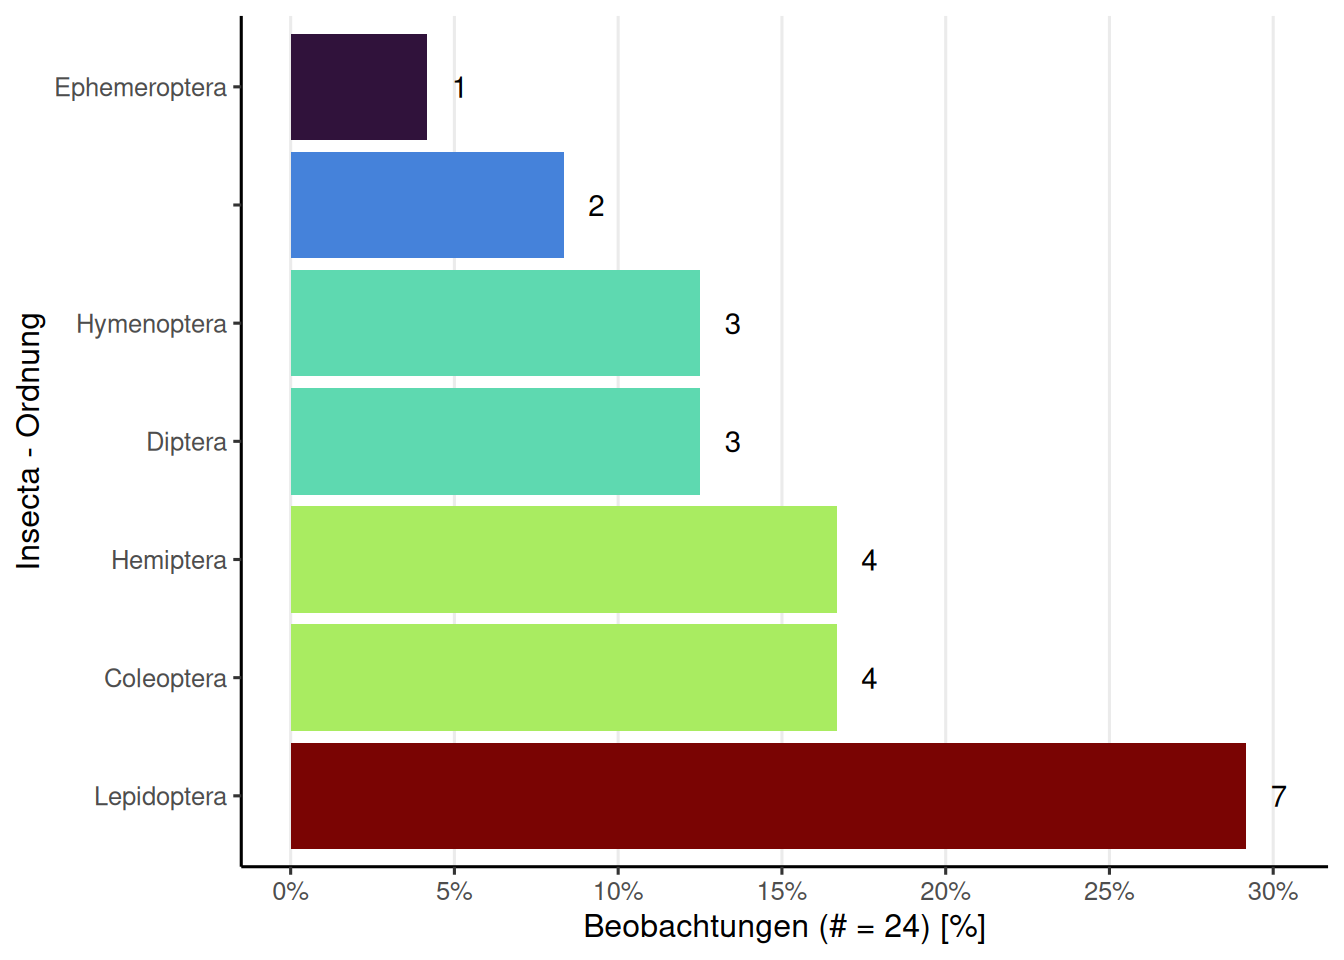 Ephemeroptera
1
2
Hymenoptera
3
Diptera
3
Hemiptera
4
Coleoptera
4
Lepidoptera
7
Insecta - Ordnung
0% 5% 10% 15% 20% 25% 30%
Beobachtungen (# = 24) [%]